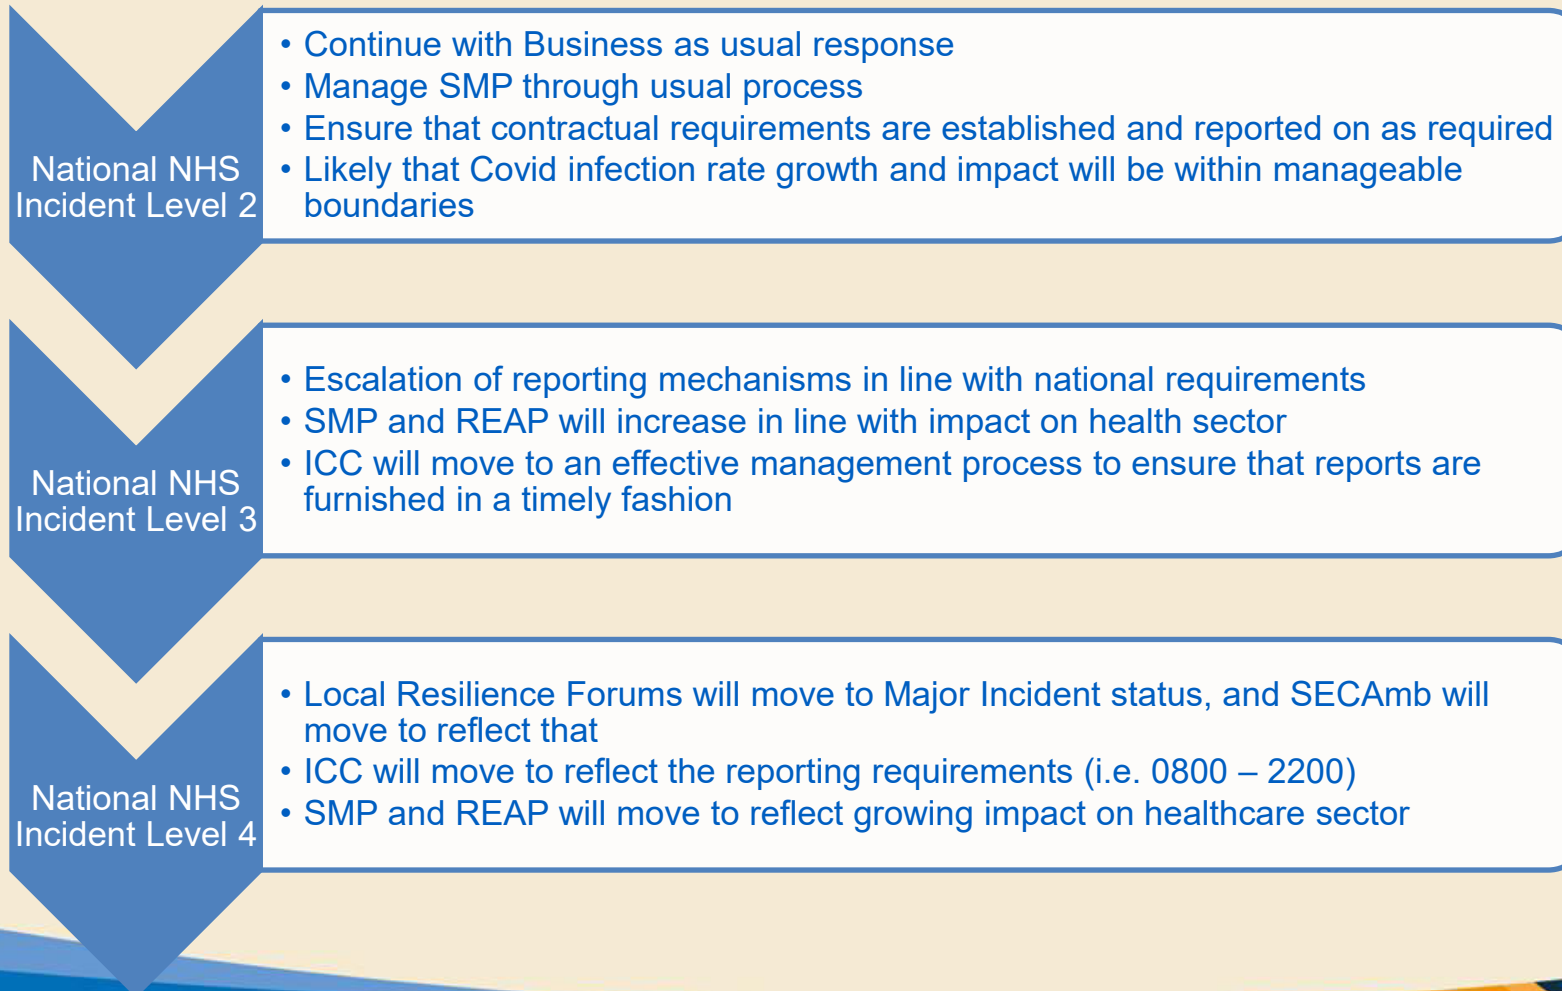 National NHS
Incident Level 2
• Continue with Business as usual response
• Manage SMP through usual process
• Ensure that contractual requirements are established and reported on as required
• Likely that Covid infection rate growth and impact will be within manageable
boundaries
National NHS
Incident Level 3
• Escalation of reporting mechanisms in line with national requirements
• SMP and REAP will increase in line with impact on health sector
• ICC will move to an effective management process to ensure that reports are
furnished in a timely fashion
National NHS
Incident Level 4
• Local Resilience Forums will move to Major Incident status, and SECAmb will
move to reflect that
• ICC will move to reflect the reporting requirements (i.e. 0800 – 2200)
• SMP and REAP will move to reflect growing impact on healthcare sector